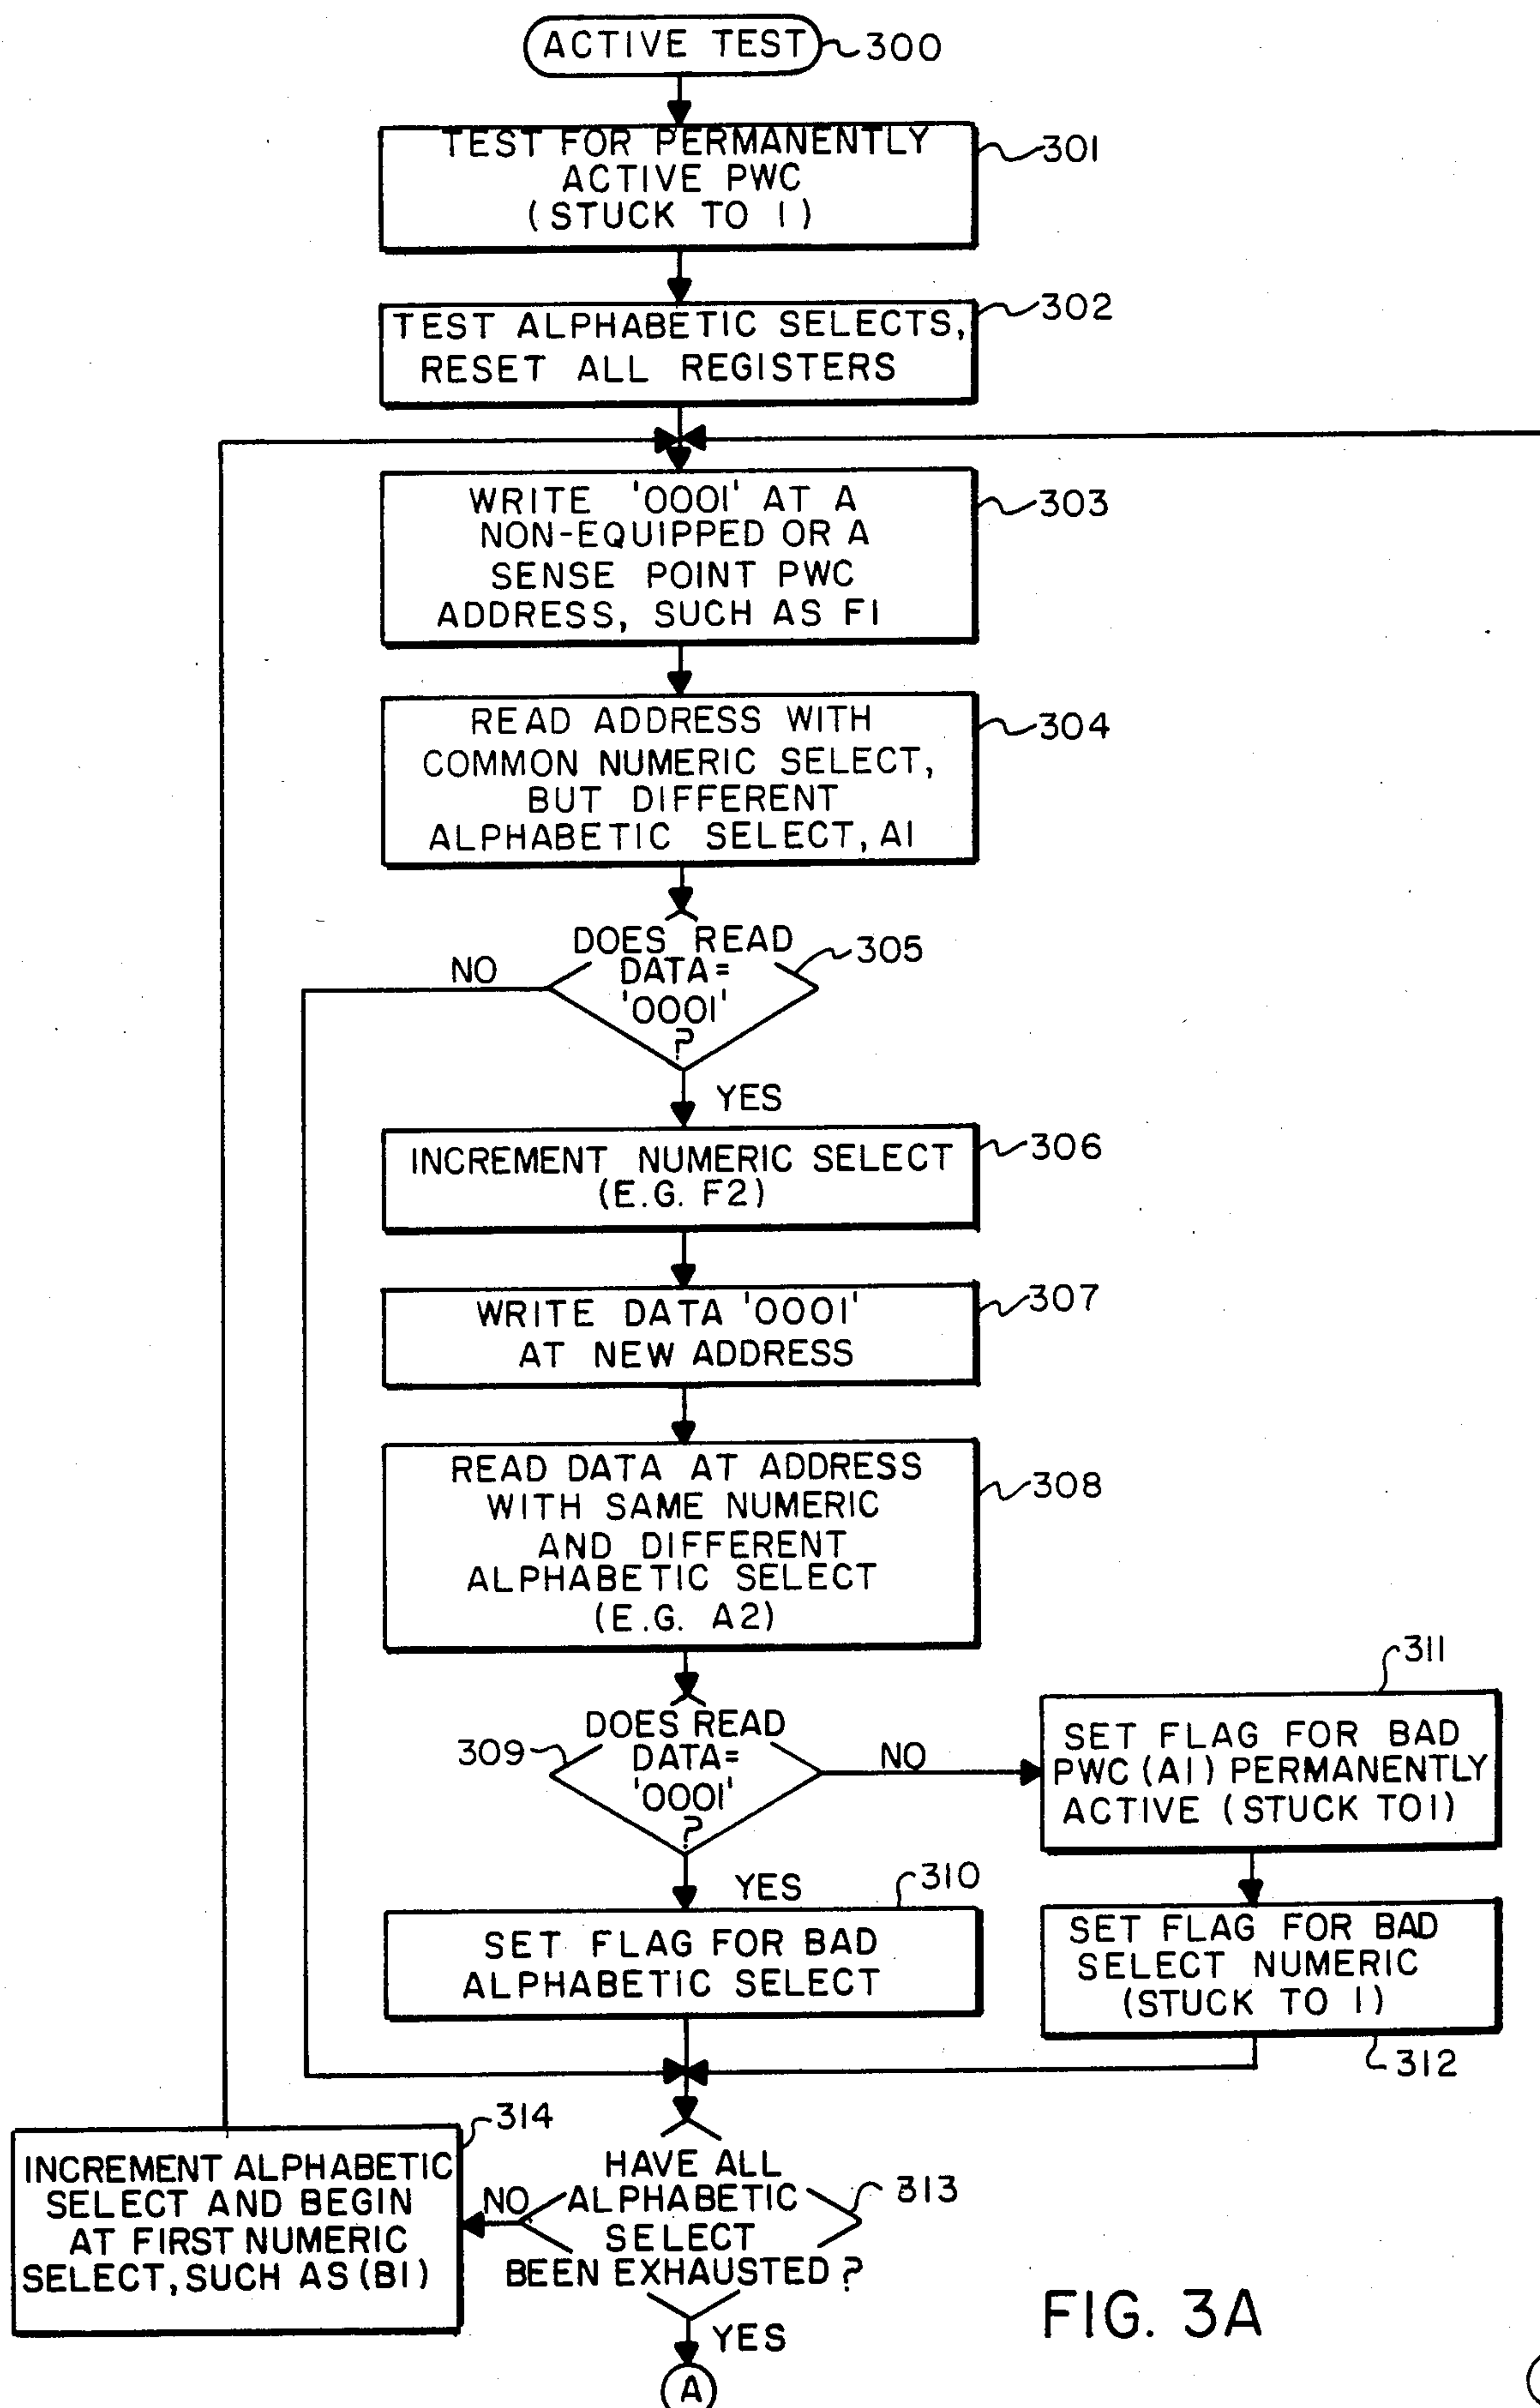 ACTIVE TEST
300
TEST FOR PERMANENTLY
ACTIVE PWC
(STUCK TO 1)
301
TEST ALPHABETIC SELECTS,
RESET ALL REGISTERS
302
WRITE '0001' AT A
NON-EQUIPPED OR A
SENSE POINT PWC
ADDRESS, SUCH AS F1
303
READ ADDRESS WITH
COMMON NUMERIC SELECT,
BUT DIFFERENT
ALPHABETIC SELECT, A1
304
DOES READ
DATA=
'0001'
?
305
NO
YES
INCREMENT NUMERIC SELECT
(E.G. F2)
306
WRITE DATA '0001'
AT NEW ADDRESS
307
READ DATA AT ADDRESS
WITH SAME NUMERIC
AND DIFFERENT
ALPHABETIC SELECT
(E.G. A2)
308
309
DOES READ
DATA=
'0001'
?
NO
YES
311
SET FLAG FOR BAD
PWC (A1) PERMANENTLY
ACTIVE (STUCK TO1)
310
SET FLAG FOR BAD
ALPHABETIC SELECT
SET FLAG FOR BAD
SELECT NUMERIC
(STUCK TO 1)
312
314
INCREMENT ALPHABETIC
SELECT AND BEGIN
AT FIRST NUMERIC
SELECT, SUCH AS (B1)
NO
HAVE ALL
ALPHABETIC
SELECT
BEEN EXHAUSTED ?
313
YES
A
FIG. 3A